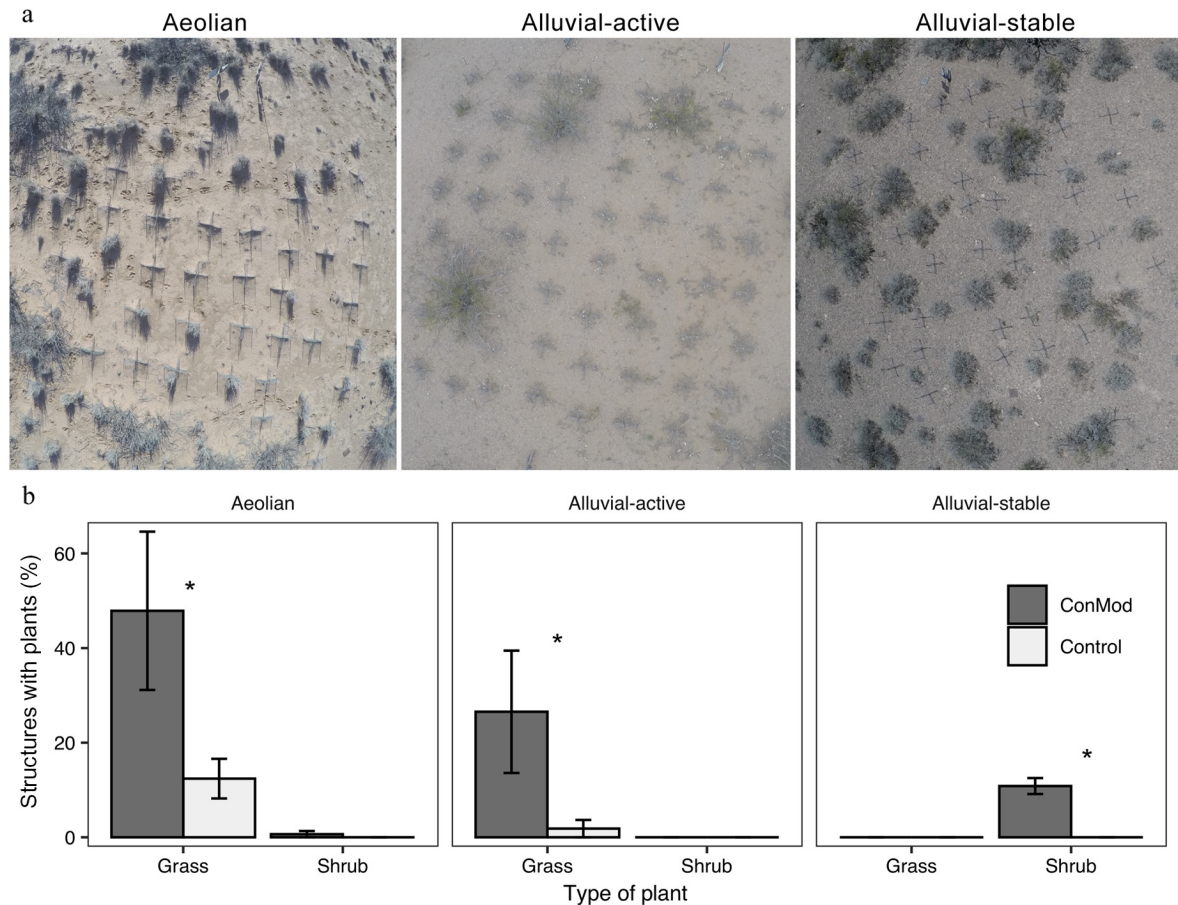 a
Aeolian Alluvial-active Alluvial-stable
b
Aeolian Alluvial-active Alluvial-stable
Structures with plants (%)
60
40
20
0
*
*
*
ConMod
Control
Grass Shrub Grass Shrub Grass Shrub
Type of plant